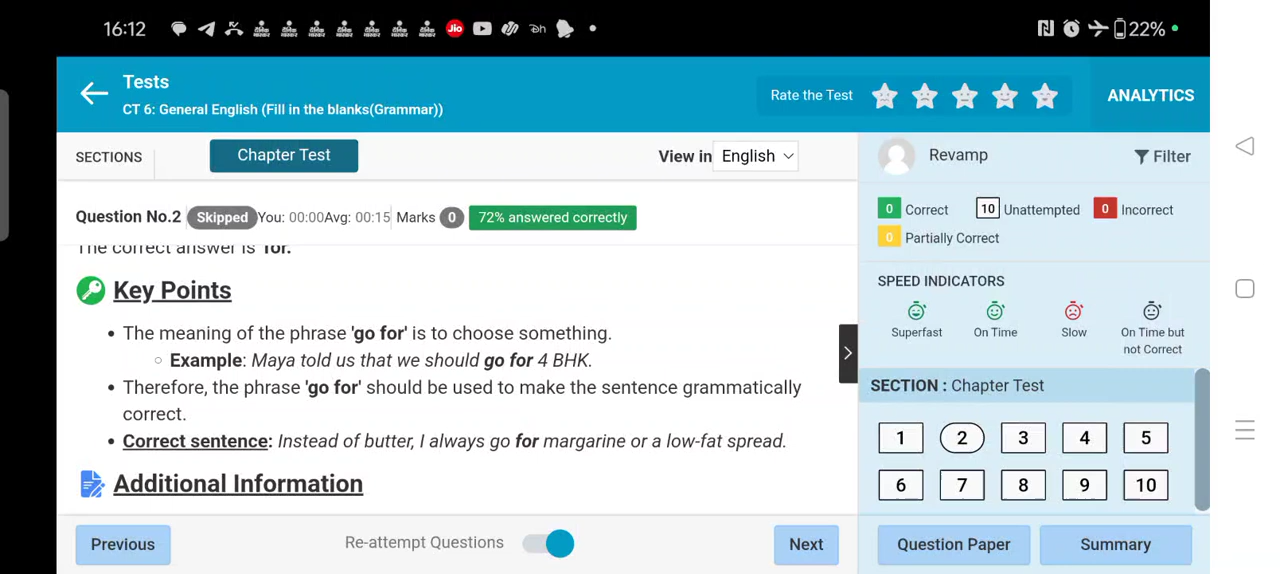 16:12
Jio
Dh
22%
Tests
CT 6: General English (Fill in the blanks(Grammar))
Rate the Test
ANALYTICS
SECTIONS
Chapter Test
View in English
Revamp
Filter
Question No.2 Skipped You: 00:00 Avg: 00:15 Marks 0 72% answered correctly
0 Correct 10 Unattempted 0 Incorrect
0 Partially Correct
The correct answer is 'for.'
Key Points
SPEED INDICATORS
Superfast On Time Slow On Time but not Correct
• The meaning of the phrase 'go for' is to choose something.
○ Example: Maya told us that we should go for 4 BHK.
• Therefore, the phrase 'go for' should be used to make the sentence grammatically
correct.
• Correct sentence: Instead of butter, I always go for margarine or a low-fat spread.
Additional Information
SECTION : Chapter Test
1 2 3 4 5
6 7 8 9 10
Previous
Re-attempt Questions
Next
Question Paper
Summary